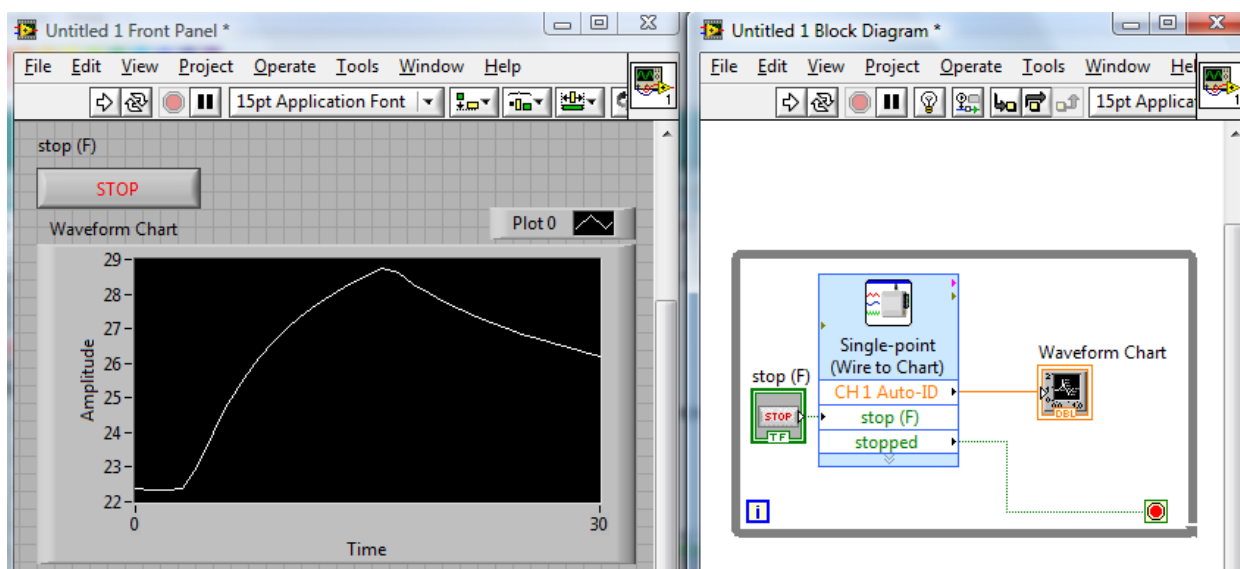 Untitled 1 Front Panel *
File Edit View Project Operate Tools Window Help
15pt Application Font
1
stop (F)
STOP
Waveform Chart
Plot 0
29
28
27
26
25
24
23
22
Amplitude
0
30
Time
Untitled 1 Block Diagram *
File Edit View Project Operate Tools Window Hel
15pt Applica
1
Single-point
(Wire to Chart)
CH 1 Auto-ID
stop (F)
stopped
stop (F)
STOP
TF
Waveform Chart
DBL
i